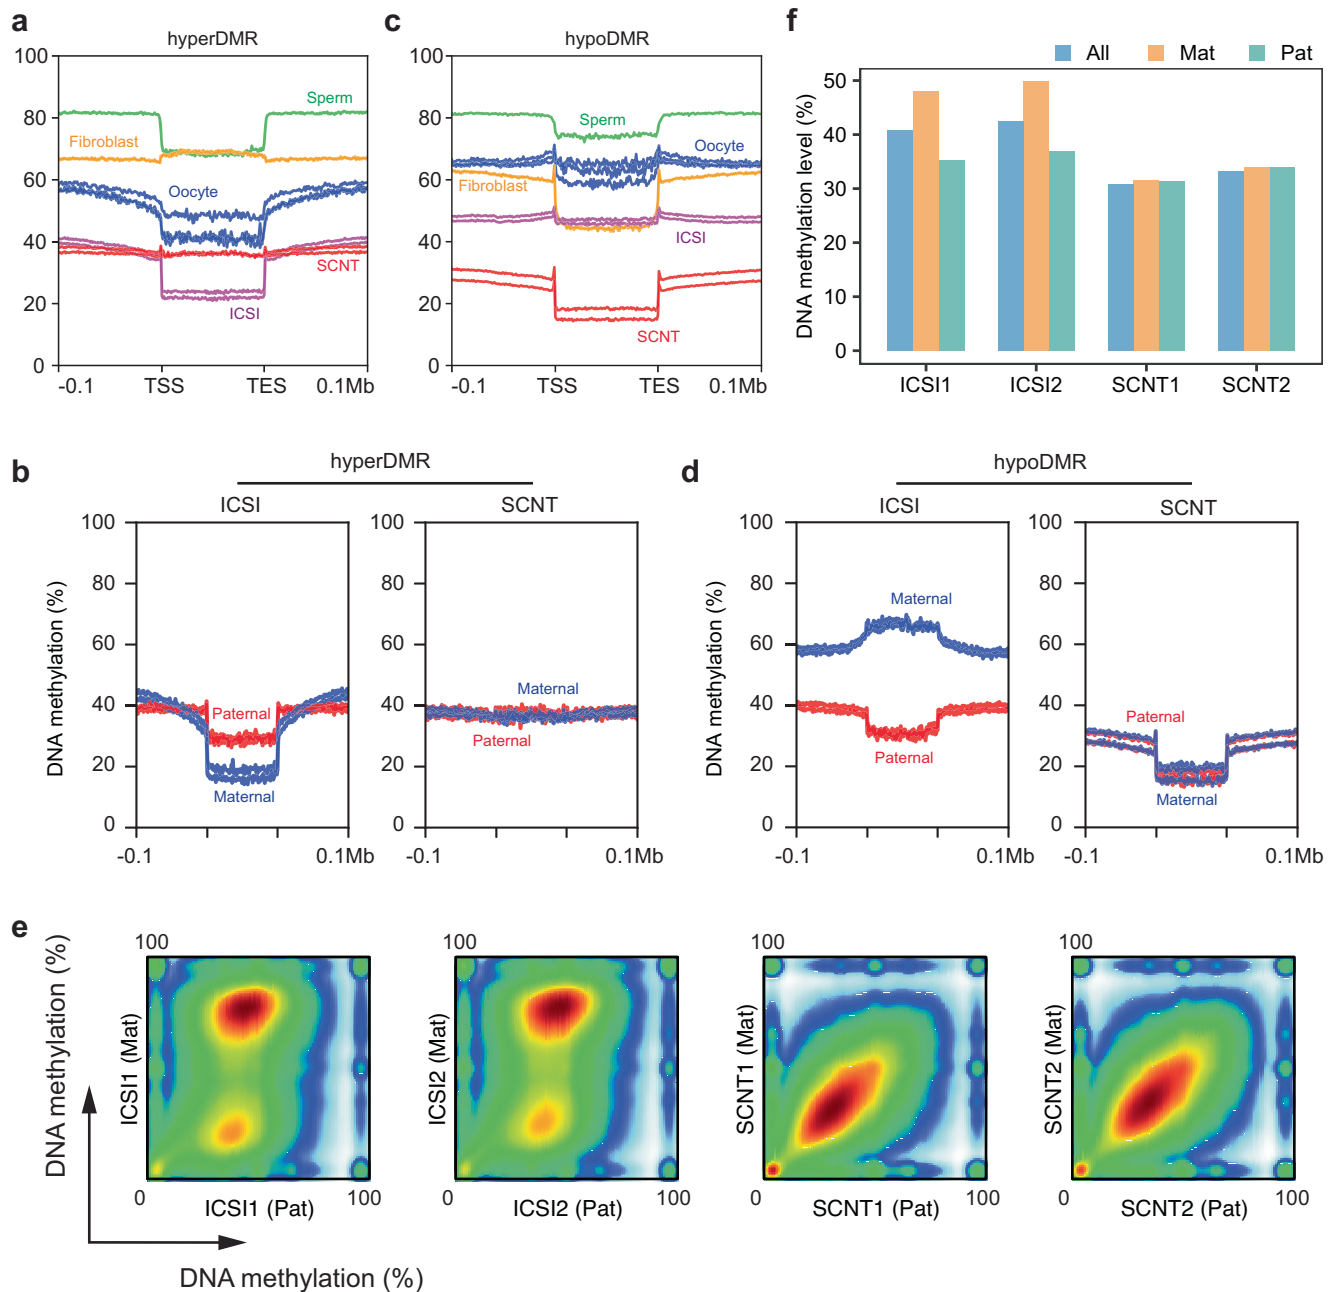 a
hyperDMR
100
80
60
40
20
0
Sperm
Fibroblast
Oocyte
SCNT
ICSI
-0.1 TSS TES 0.1Mb
c
hypoDMR
100
80
60
40
20
0
Sperm
Oocyte
Fibroblast
ICSI
SCNT
-0.1 TSS TES 0.1Mb
f
All Mat Pat
DNA methylation level (%)
50
40
30
20
10
0
ICSI1 ICSI2 SCNT1 SCNT2
b
hyperDMR
ICSI
DNA methylation (%)
100
80
60
40
20
0
Paternal
Maternal
-0.1 0.1Mb
SCNT
100
80
60
40
20
0
Maternal
Paternal
-0.1 0.1Mb
d
hypoDMR
ICSI
DNA methylation (%)
100
80
60
40
20
0
Maternal
Paternal
-0.1 0.1Mb
SCNT
100
80
60
40
20
0
Paternal
Maternal
-0.1 0.1Mb
e
DNA methylation (%)
DNA methylation (%)
100
ICSI1 (Mat)
0 100
ICSI1 (Pat)
100
ICSI2 (Mat)
0 100
ICSI2 (Pat)
100
SCNT1 (Mat)
0 100
SCNT1 (Pat)
100
SCNT2 (Mat)
0 100
SCNT2 (Pat)